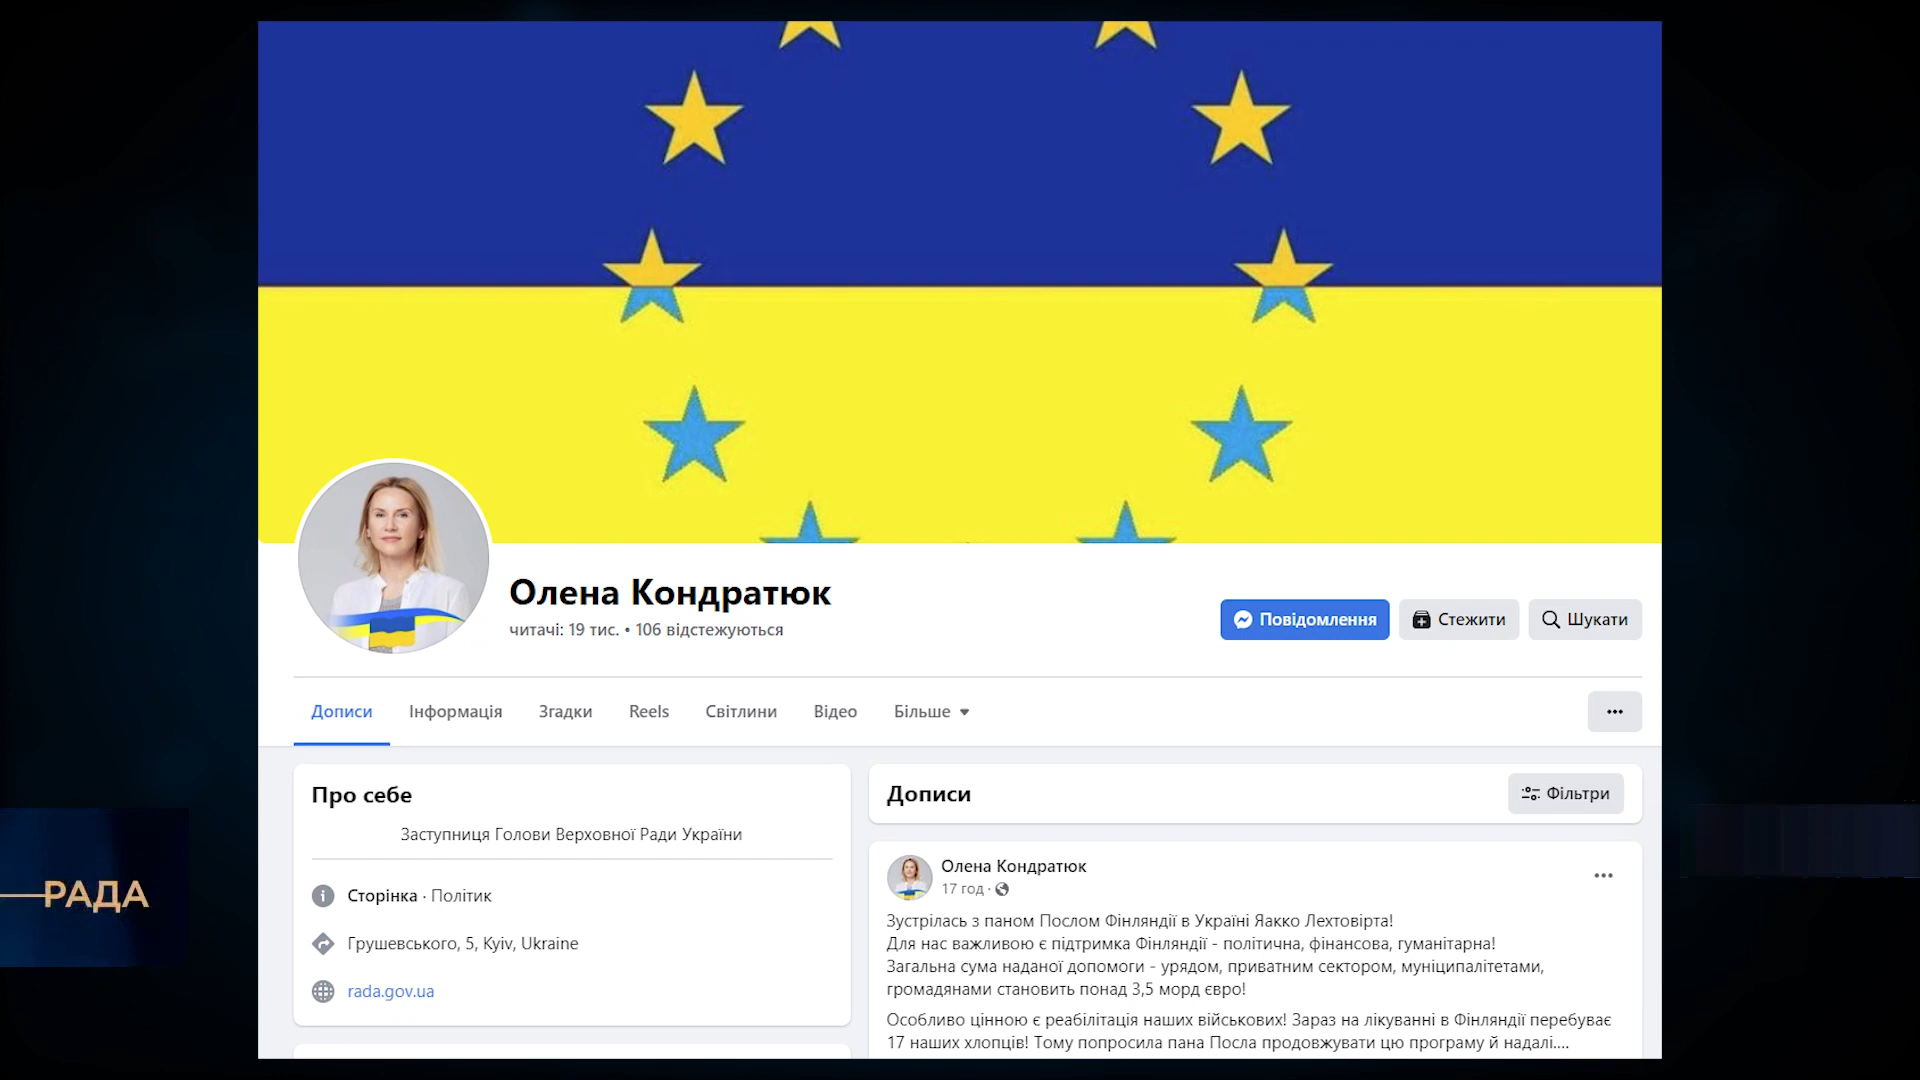 Олена Кондратюк
читачі: 19 тис. • 106 відстежуються
Повідомлення
Стежити
Шукати
Дописи
Інформація
Згадки
Reels
Світлини
Відео
Більше
Про себе
Заступниця Голови Верховної Ради України
Сторінка · Політик
Грушевського, 5, Kyiv, Ukraine
rada.gov.ua
Дописи
Фільтри
Олена Кондратюк
17 год ·
Зустрілась з паном Послом Фінляндії в Україні Яакко Лехтовірта!
Для нас важливою є підтримка Фінляндії - політична, фінансова, гуманітарна!
Загальна сума наданої допомоги - урядом, приватним сектором, муніципалітетами,
громадянами становить понад 3,5 морд євро!
Особливо цінною є реабілітація наших військових! Зараз на лікуванні в Фінляндії перебуває
17 наших хлопців! Тому попросила пана Посла продовжувати цю програму й надалі....
РАДА